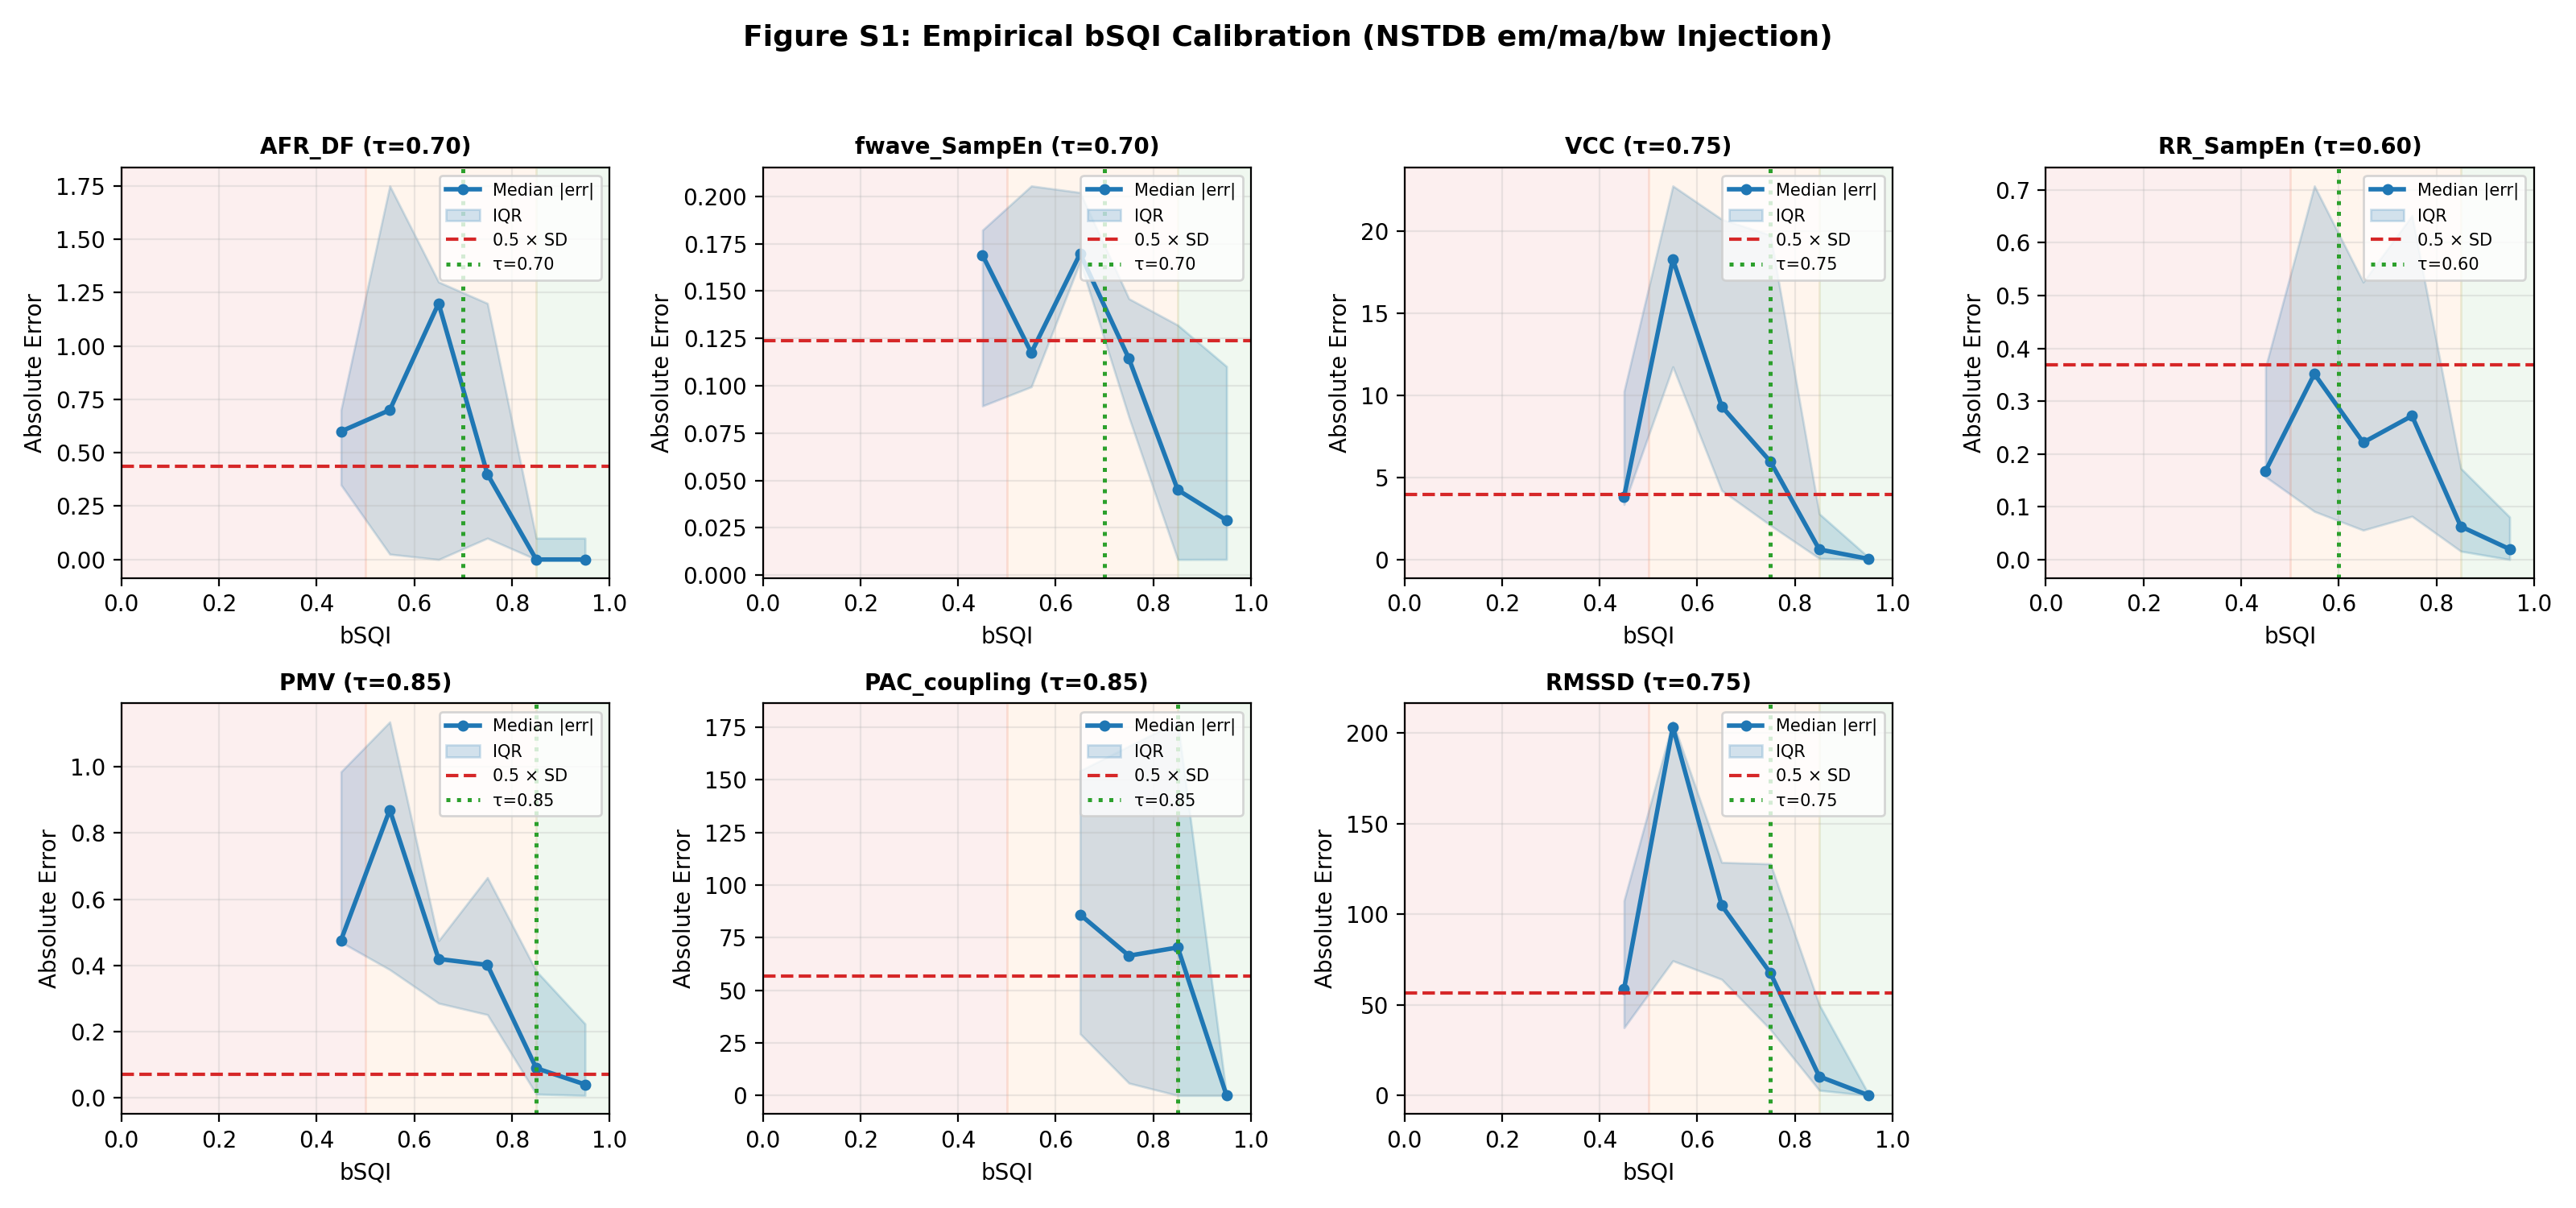 Figure S1: Empirical bSQI Calibration (NSTDB em/ma/bw Injection)
AFR_DF (τ=0.70)
Absolute Error
1.75
1.50
1.25
1.00
0.75
0.50
0.25
0.00
0.0 0.2 0.4 0.6 0.8 1.0
bSQI
Median |err|
IQR
0.5 × SD
τ=0.70
fwave_SampEn (τ=0.70)
Absolute Error
0.200
0.175
0.150
0.125
0.100
0.075
0.050
0.025
0.000
0.0 0.2 0.4 0.6 0.8 1.0
bSQI
Median |err|
IQR
0.5 × SD
τ=0.70
VCC (τ=0.75)
Absolute Error
20
15
10
5
0
0.0 0.2 0.4 0.6 0.8 1.0
bSQI
Median |err|
IQR
0.5 × SD
τ=0.75
RR_SampEn (τ=0.60)
Absolute Error
0.7
0.6
0.5
0.4
0.3
0.2
0.1
0.0
0.0 0.2 0.4 0.6 0.8 1.0
bSQI
Median |err|
IQR
0.5 × SD
τ=0.60
PMV (τ=0.85)
Absolute Error
1.0
0.8
0.6
0.4
0.2
0.0
0.0 0.2 0.4 0.6 0.8 1.0
bSQI
Median |err|
IQR
0.5 × SD
τ=0.85
PAC_coupling (τ=0.85)
Absolute Error
175
150
125
100
75
50
25
0
0.0 0.2 0.4 0.6 0.8 1.0
bSQI
Median |err|
IQR
0.5 × SD
τ=0.85
RMSSD (τ=0.75)
Absolute Error
200
150
100
50
0
0.0 0.2 0.4 0.6 0.8 1.0
bSQI
Median |err|
IQR
0.5 × SD
τ=0.75